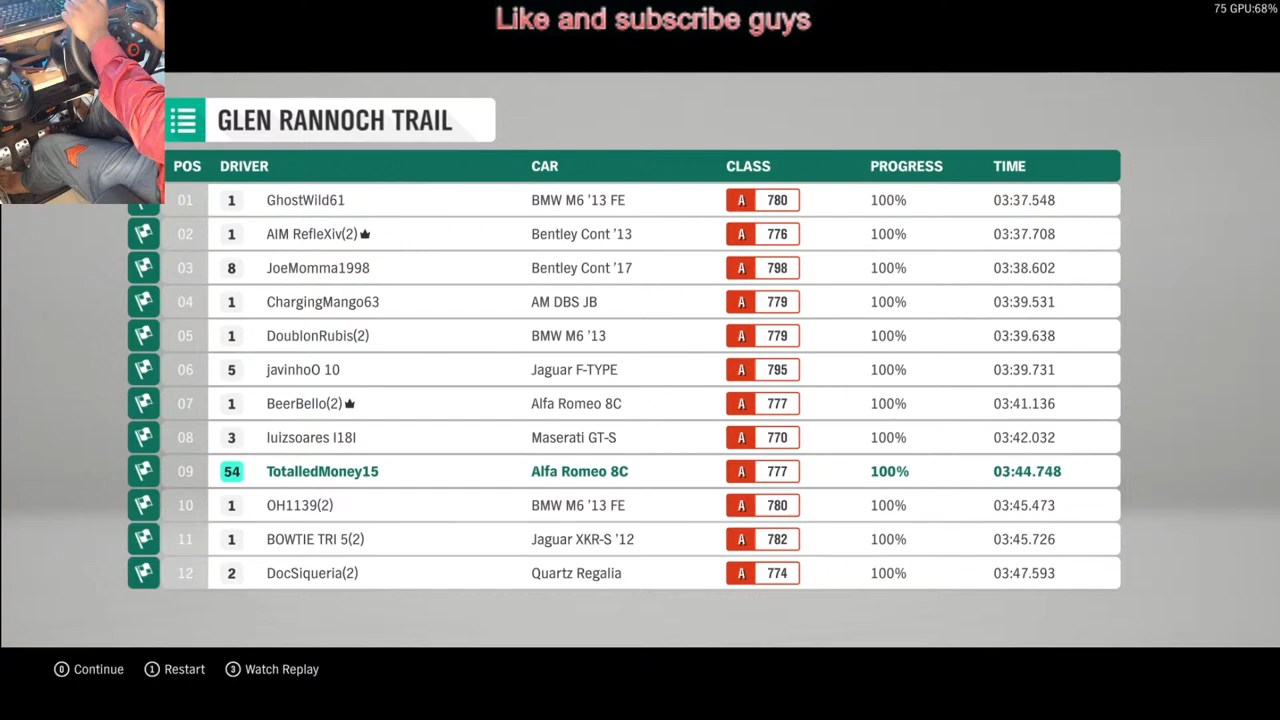 75 GPU:68%
Like and subscribe guys
GLEN RANNOCH TRAIL
POS DRIVER CAR CLASS PROGRESS TIME
01 1 GhostWild61 BMW M6 '13 FE A 780 100% 03:37.548
02 1 AIM RefleXiv(2) Bentley Cont '13 A 776 100% 03:37.708
03 8 JoeMomma1998 Bentley Cont '17 A 798 100% 03:38.602
04 1 ChargingMango63 AM DBS JB A 779 100% 03:39.531
05 1 DoublonRubis(2) BMW M6 '13 A 779 100% 03:39.638
06 5 javinhoO 10 Jaguar F-TYPE A 795 100% 03:39.731
07 1 BeerBello(2) Alfa Romeo 8C A 777 100% 03:41.136
08 3 luizsoares I18I Maserati GT-S A 770 100% 03:42.032
09 54 TotalledMoney15 Alfa Romeo 8C A 777 100% 03:44.748
10 1 OH1139(2) BMW M6 '13 FE A 780 100% 03:45.473
11 1 BOWTIE TRI 5(2) Jaguar XKR-S '12 A 782 100% 03:45.726
12 2 DocSiqueria(2) Quartz Regalia A 774 100% 03:47.593
0 Continue 1 Restart 3 Watch Replay